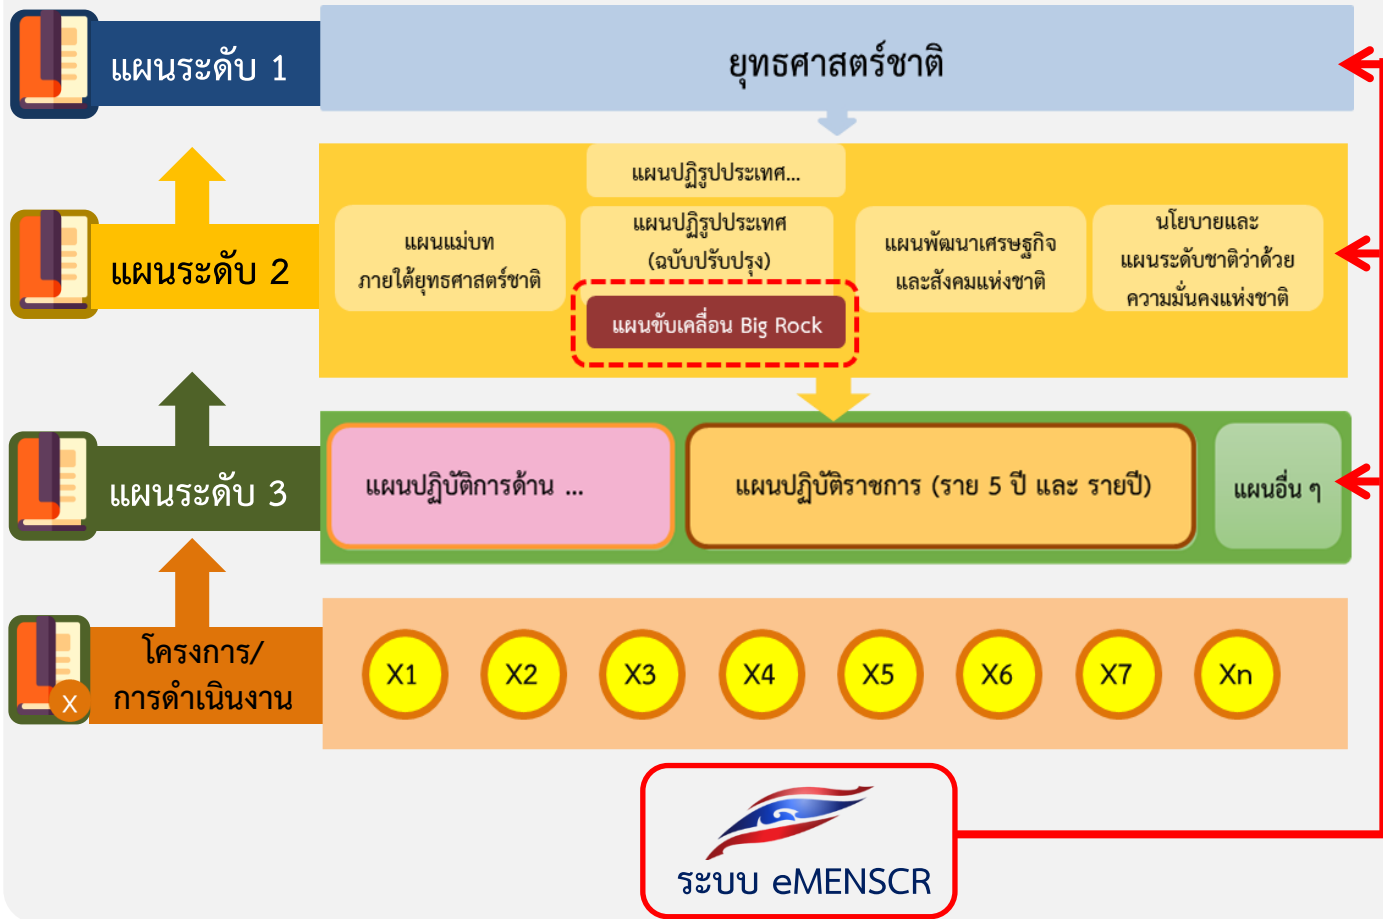 แผนระดับ 1
ยุทธศาสตร์ชาติ
แผนระดับ 2
แผนปฏิรูปประเทศ...
แผนแม่บท
ภายใต้ยุทธศาสตร์ชาติ
แผนปฏิรูปประเทศ
(ฉบับปรับปรุง)
แผนขับเคลื่อน Big Rock
แผนพัฒนาเศรษฐกิจ
และสังคมแห่งชาติ
นโยบายและ
แผนระดับชาติว่าด้วย
ความมั่นคงแห่งชาติ
แผนระดับ 3
แผนปฏิบัติการด้าน ...
แผนปฏิบัติราชการ (ราย 5 ปี และ รายปี)
แผนอื่น ๆ
โครงการ/
การดำเนินงาน
X
X1
X2
X3
X4
X5
X6
X7
Xn
ระบบ eMENSCR